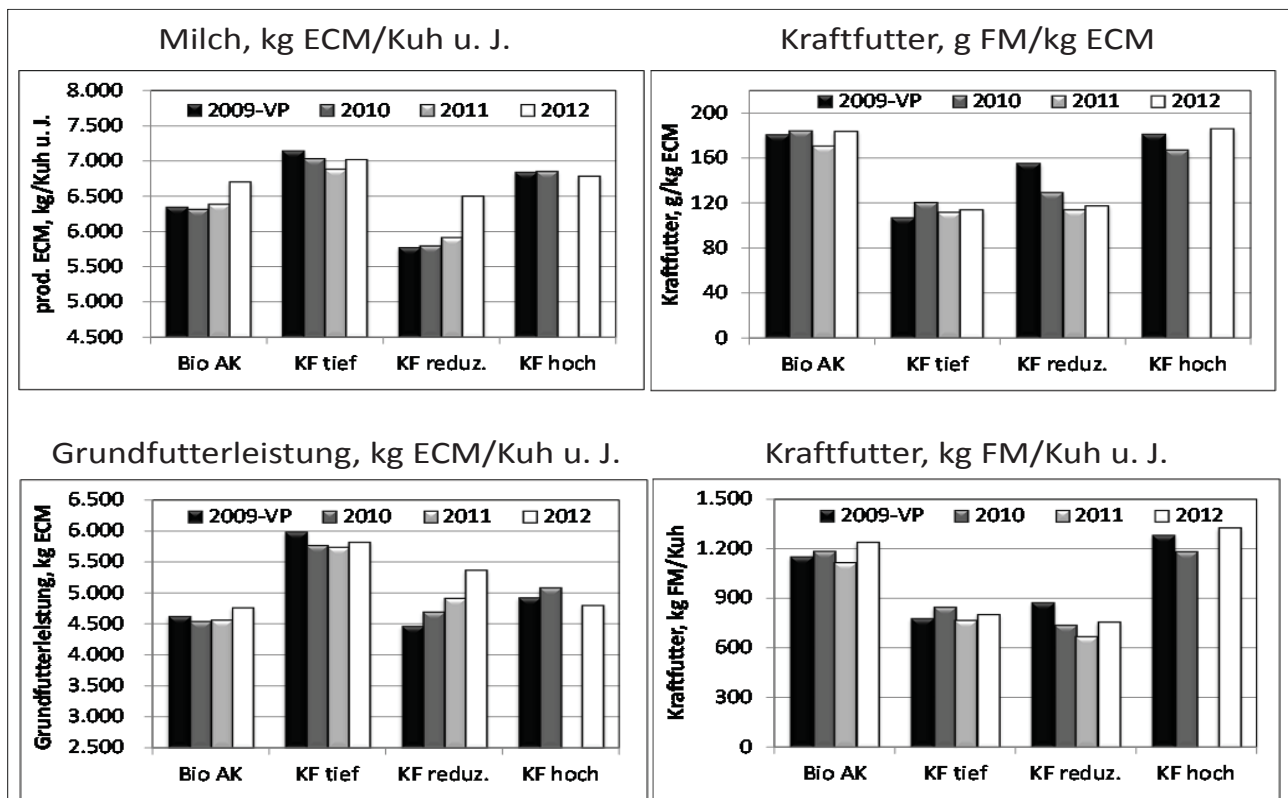 Milch, kg ECM/Kuh u. J.
prod. ECM, kg/Kuh u. J.
8.000
7.500
7.000
6.500
6.000
5.500
5.000
4.500
2009-VP 2010 2011 2012
Bio AK KF tief KF reduz. KF hoch
Kraftfutter, g FM/kg ECM
Kraftfutter, g/kg ECM
200
160
120
80
40
0
2009-VP 2010 2011 2012
Bio AK KF tief KF reduz. KF hoch
Grundfutterleistung, kg ECM/Kuh u. J.
Grundfutterleistung, kg ECM
6.500
6.000
5.500
5.000
4.500
4.000
3.500
3.000
2.500
2009-VP 2010 2011 2012
Bio AK KF tief KF reduz. KF hoch
Kraftfutter, kg FM/Kuh u. J.
Kraftfutter, kg FM/Kuh
1.500
1.200
900
600
300
0
2009-VP 2010 2011 2012
Bio AK KF tief KF reduz. KF hoch